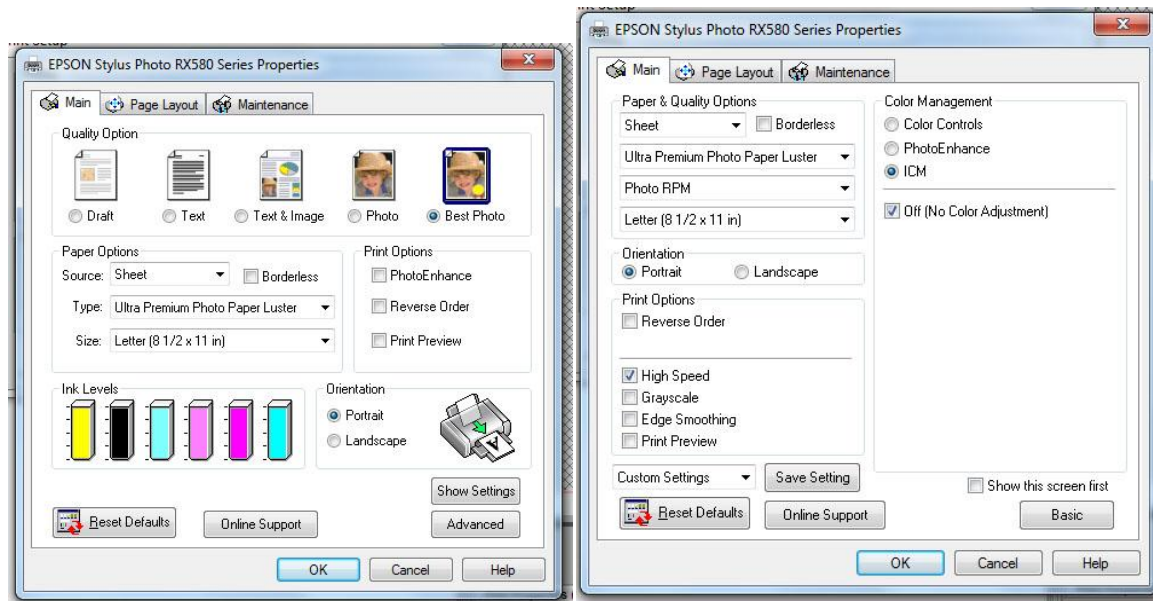 EPSON Stylus Photo RX580 Series Properties
Main Page Layout Maintenance
Quality Option
Draft Text Text & Image Photo Best Photo
Paper Options
Source: Sheet Borderless
Type: Ultra Premium Photo Paper Luster
Size: Letter (8 1/2 x 11 in)
Print Options
PhotoEnhance
Reverse Order
Print Preview
Ink Levels
Orientation
Portrait
Landscape
Show Settings
Reset Defaults Online Support Advanced
OK Cancel Help
EPSON Stylus Photo RX580 Series Properties
Main Page Layout Maintenance
Paper & Quality Options
Sheet Borderless
Ultra Premium Photo Paper Luster
Photo RPM
Letter (8 1/2 x 11 in)
Orientation
Portrait Landscape
Print Options
Reverse Order
High Speed
Grayscale
Edge Smoothing
Print Preview
Color Management
Color Controls
PhotoEnhance
ICM
Off (No Color Adjustment)
Custom Settings Save Setting Show this screen first
Reset Defaults Online Support Basic
OK Cancel Help